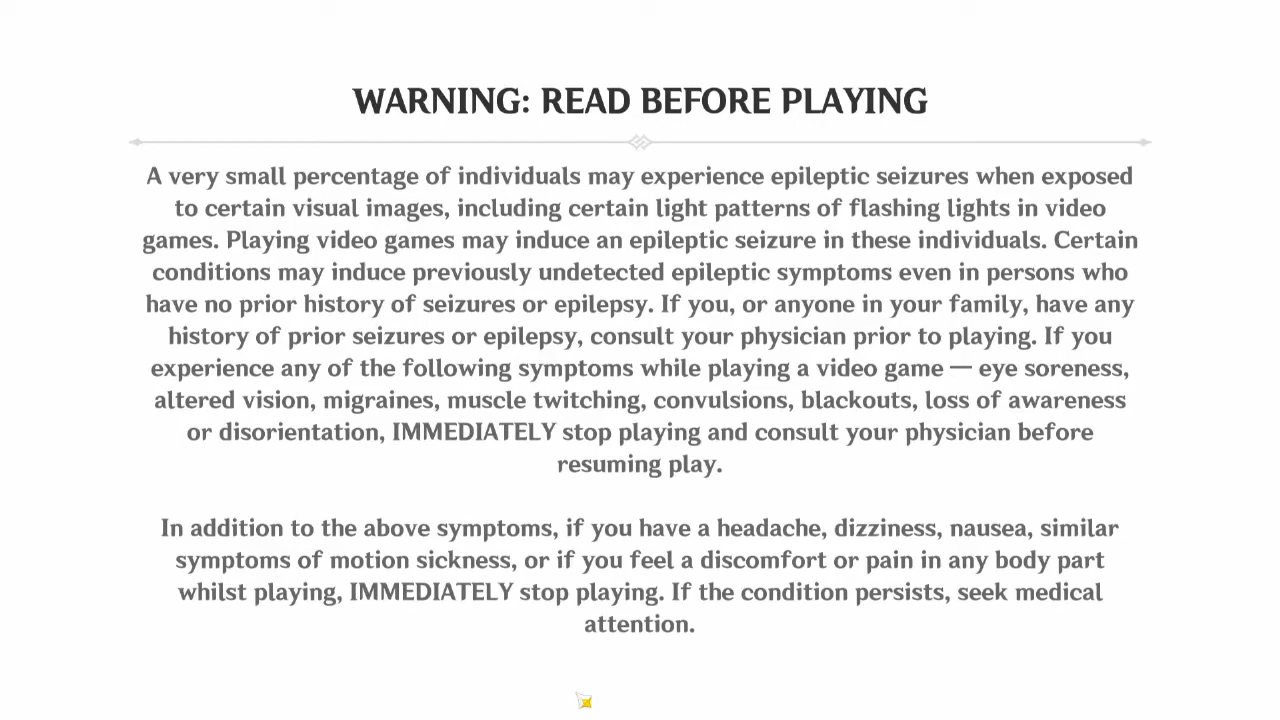 WARNING: READ BEFORE PLAYING
A very small percentage of individuals may experience epileptic seizures when exposed
to certain visual images, including certain light patterns of flashing lights in video
games. Playing video games may induce an epileptic seizure in these individuals. Certain
conditions may induce previously undetected epileptic symptoms even in persons who
have no prior history of seizures or epilepsy. If you, or anyone in your family, have any
history of prior seizures or epilepsy, consult your physician prior to playing. If you
experience any of the following symptoms while playing a video game — eye soreness,
altered vision, migraines, muscle twitching, convulsions, blackouts, loss of awareness
or disorientation, IMMEDIATELY stop playing and consult your physician before
resuming play.
In addition to the above symptoms, if you have a headache, dizziness, nausea, similar
symptoms of motion sickness, or if you feel a discomfort or pain in any body part
whilst playing, IMMEDIATELY stop playing. If the condition persists, seek medical
attention.